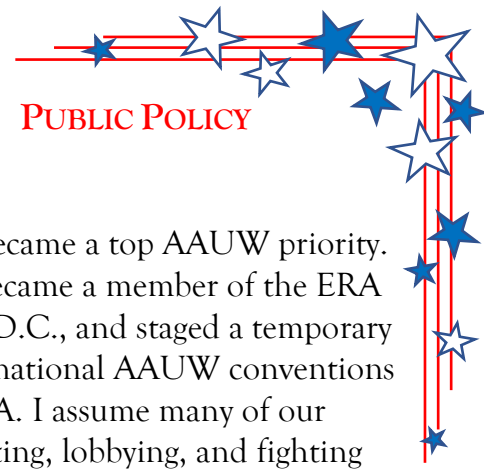 PUBLIC POLICY
ecame a top AAUW priority.
ecame a member of the ERA
D.C., and staged a temporary
national AAUW conventions
A. I assume many of our
ting, lobbying, and fighting